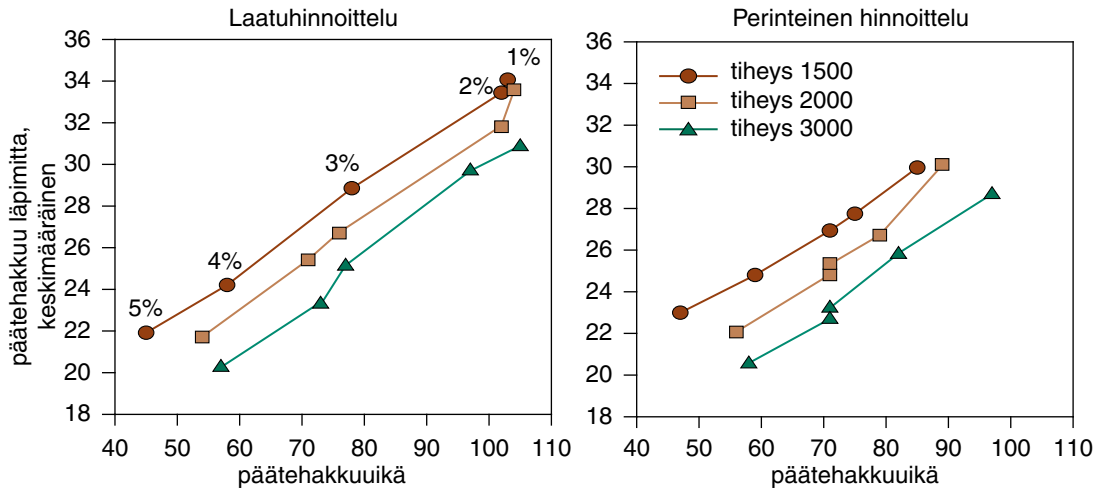 Laatuhinnoittelu
päätehakkuu läpimitta,
keskimääräinen
36
34
32
30
28
26
24
22
20
18
1%
2%
3%
4%
5%
40 50 60 70 80 90 100 110
päätehakkuuikä
Perinteinen hinnoittelu
36
34
32
30
28
26
24
22
20
18
tiheys 1500
tiheys 2000
tiheys 3000
40 50 60 70 80 90 100 110
päätehakkuuikä